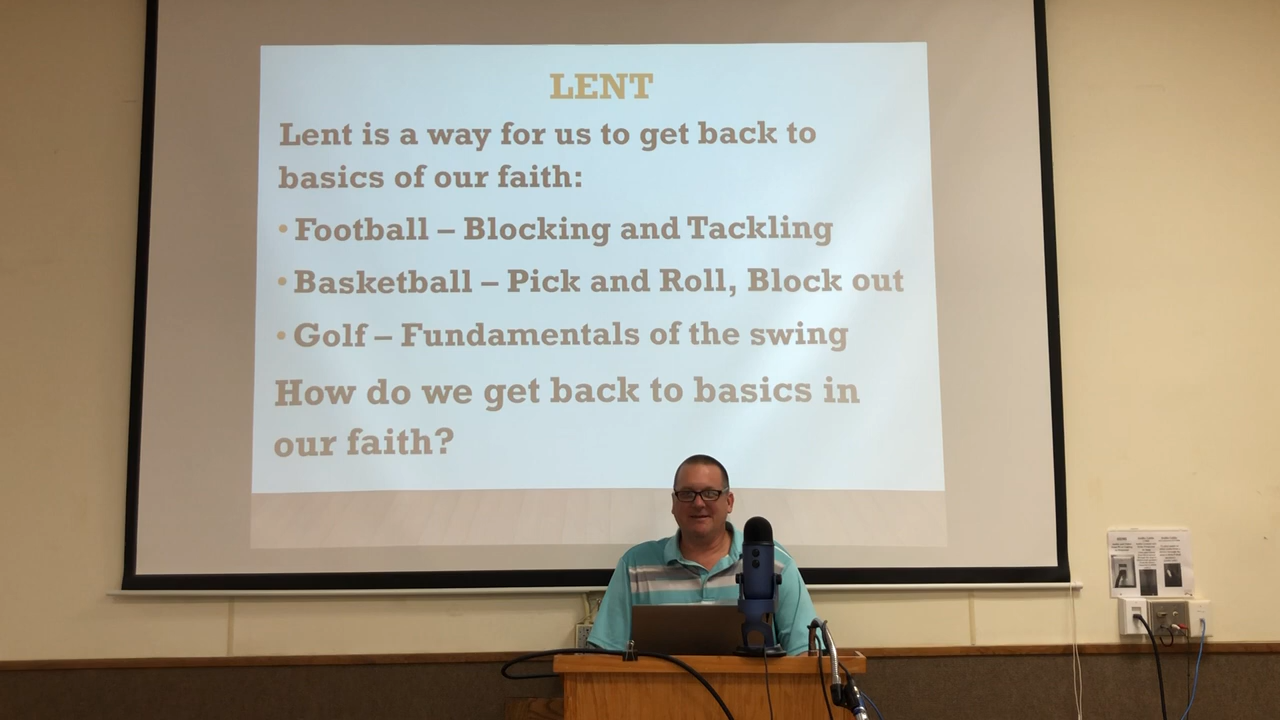 LENT
Lent is a way for us to get back to
basics of our faith:
• Football – Blocking and Tackling
• Basketball – Pick and Roll, Block out
• Golf – Fundamentals of the swing
How do we get back to basics in
our faith?